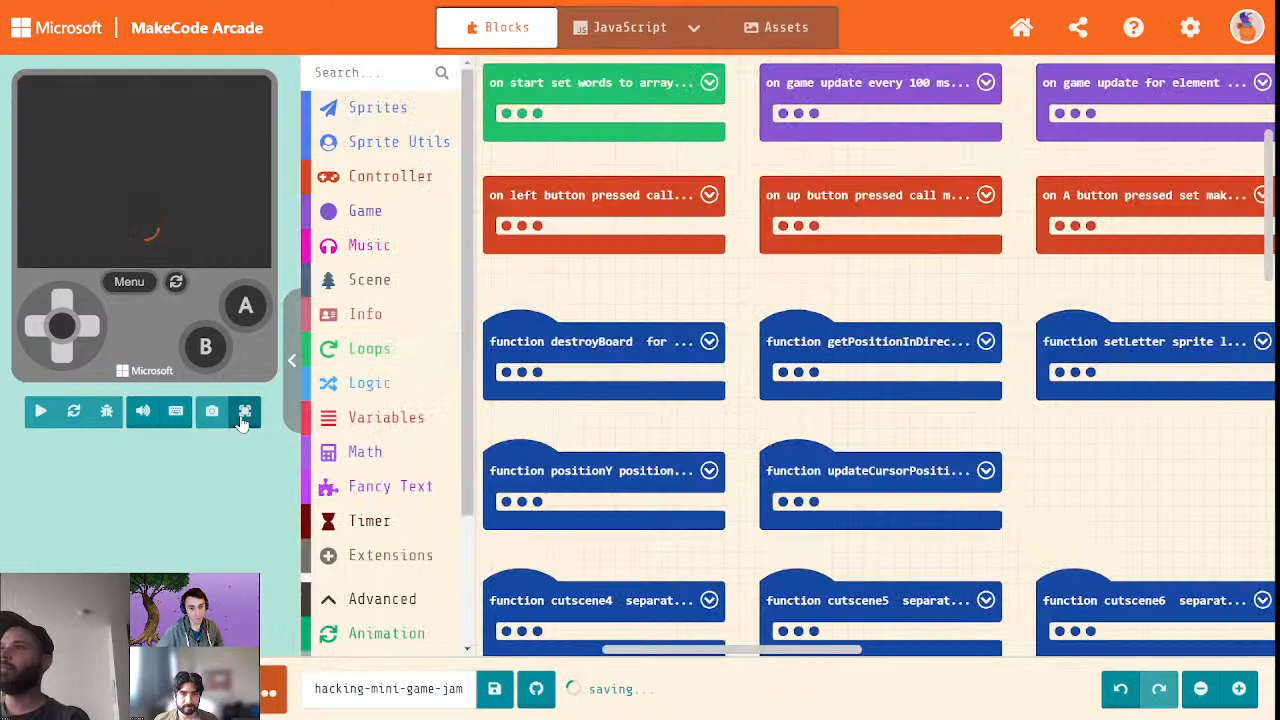 Microsoft | MakeCode Arcade
Blocks
JavaScript
Assets
Search...
Sprites
Sprite Utils
Controller
Game
Music
Scene
Info
Loops
Logic
Variables
Math
Fancy Text
Timer
Extensions
Advanced
Animation
Menu
A
B
Microsoft
on start set words to array...
on game update every 100 ms...
on game update for element ...
on left button pressed call...
on up button pressed call m...
on A button pressed set mak...
function destroyBoard for ...
function getPositionInDirec...
function setLetter sprite l...
function positionY position...
function updateCursorPositi...
function cutscene4 separat...
function cutscene5 separat...
function cutscene6 separat...
hacking-mini-game-jam
saving...